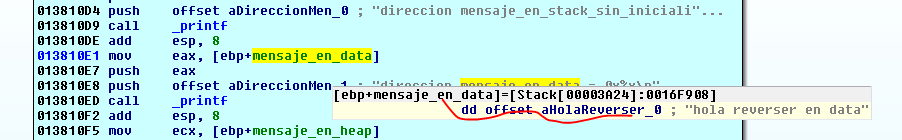 013810D4 push offset aDireccionMen_0 ; "direccion mensaje_en_stack_sin_iniciali"...
013810D9 call _printf
013810DE add esp, 8
013810E1 mov eax, [ebp+mensaje_en_data]
013810E7 push eax
013810E8 push offset aDireccionMen_1 ; "direccion mensaje_en_data = 0x%x\n"
[ebp+mensaje_en_data]=[Stack[00003A24]:0016F908]
013810ED call _printf
dd offset aHolaReverser_0 ; "hola reverser en data"
013810F2 add esp, 8
013810F5 mov ecx, [ebp+mensaje_en_heap]